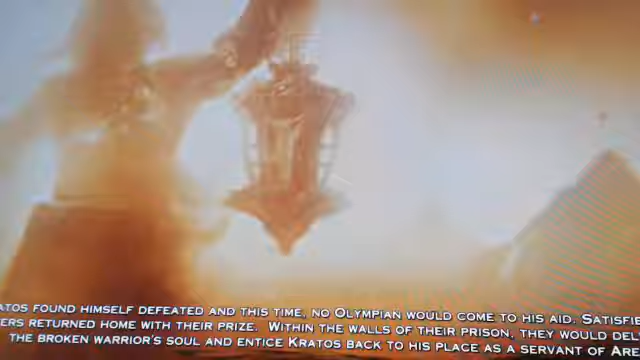 ATOS FOUND HIMSELF DEFEATED AND THIS TIME, NO OLYMPIAN WOULD COME TO HIS AID. SATISFIE
ERS RETURNED HOME WITH THEIR PRIZE. WITHIN THE WALLS OF THEIR PRISON, THEY WOULD DEL
THE BROKEN WARRIOR'S SOUL AND ENTICE KRATOS BACK TO HIS PLACE AS A SERVANT OF ARE